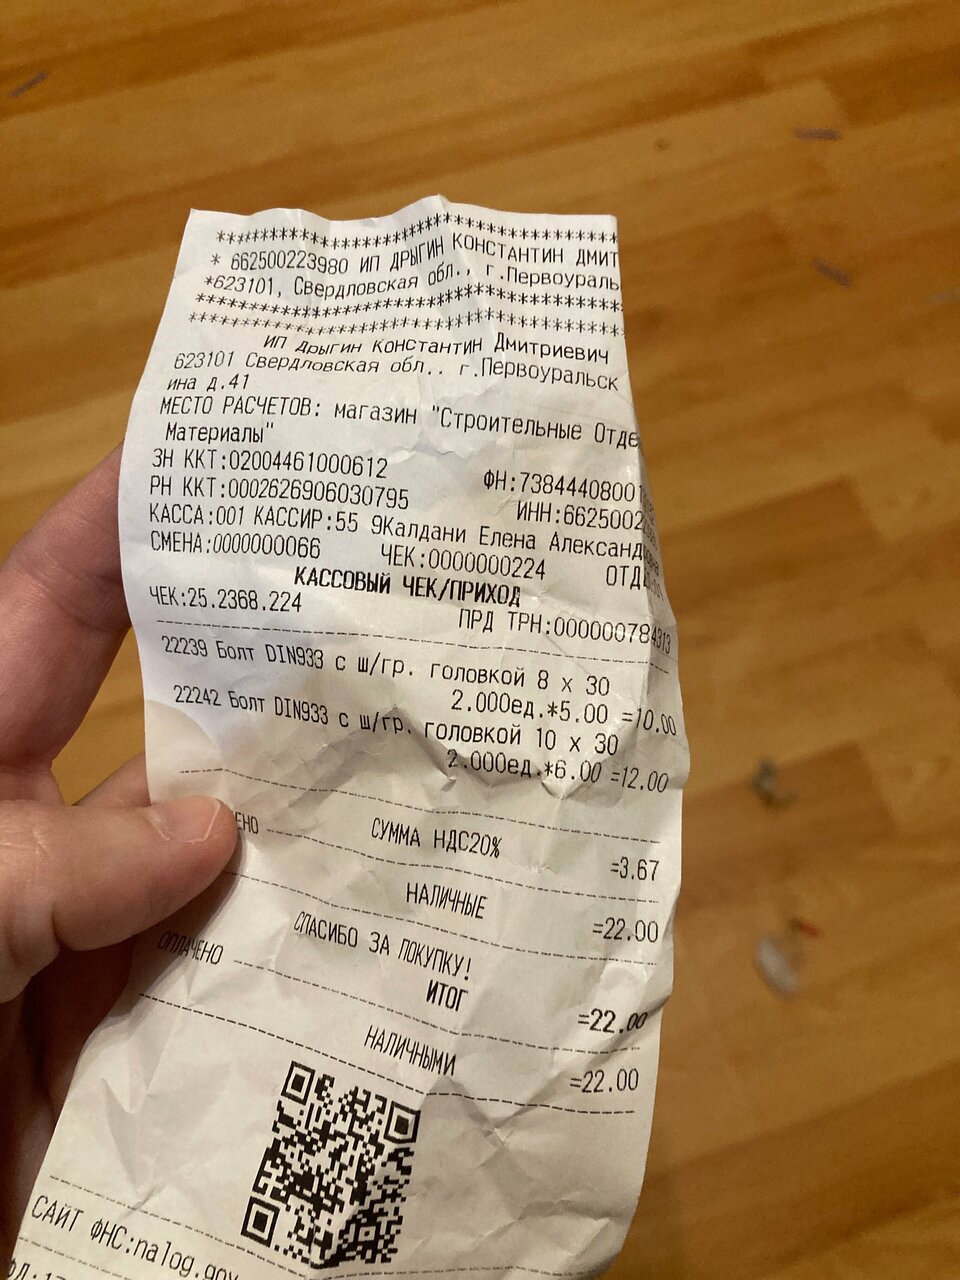 *************************************
* 662500223980 ИП ДРЫГИН КОНСТАНТИН ДМИТ
*623101, Свердловская обл., г.Первоураль
*************************************
*************************************
ИП Дрыгин Константин Дмитриевич
623101 Свердловская обл.. г.Первоуральск
ина д.41
МЕСТО РАСЧЕТОВ: магазин "Строительные Отде
Материалы"
ЗН ККТ:02004461000612 ФН:7384440800
РН ККТ:0002626906030795 ИНН:6625002
КАССА:001 КАССИР:55 9Калдани Елена Александ
СМЕНА:0000000066 ЧЕК:0000000224 ОТД
КАССОВЫЙ ЧЕК/ПРИХОД
ЧЕК:25.2368.224 ПРД ТРН:000000784313
22239 Болт DIN933 с ш/гр. головкой 8 x 30
2.000ед.*5.00 =10.00
22242 Болт DIN933 с ш/гр. головкой 10 x 30
2.000ед.*6.00 =12.00
СУММА НДС20% =3.67
ЕНО
НАЛИЧНЫЕ =22.00
СПАСИБО ЗА ПОКУПКУ!
ИТОГ =22.00
ОПЛАЧЕНО
НАЛИЧНЫМИ =22.00
САЙТ ФНС:nalog.gov